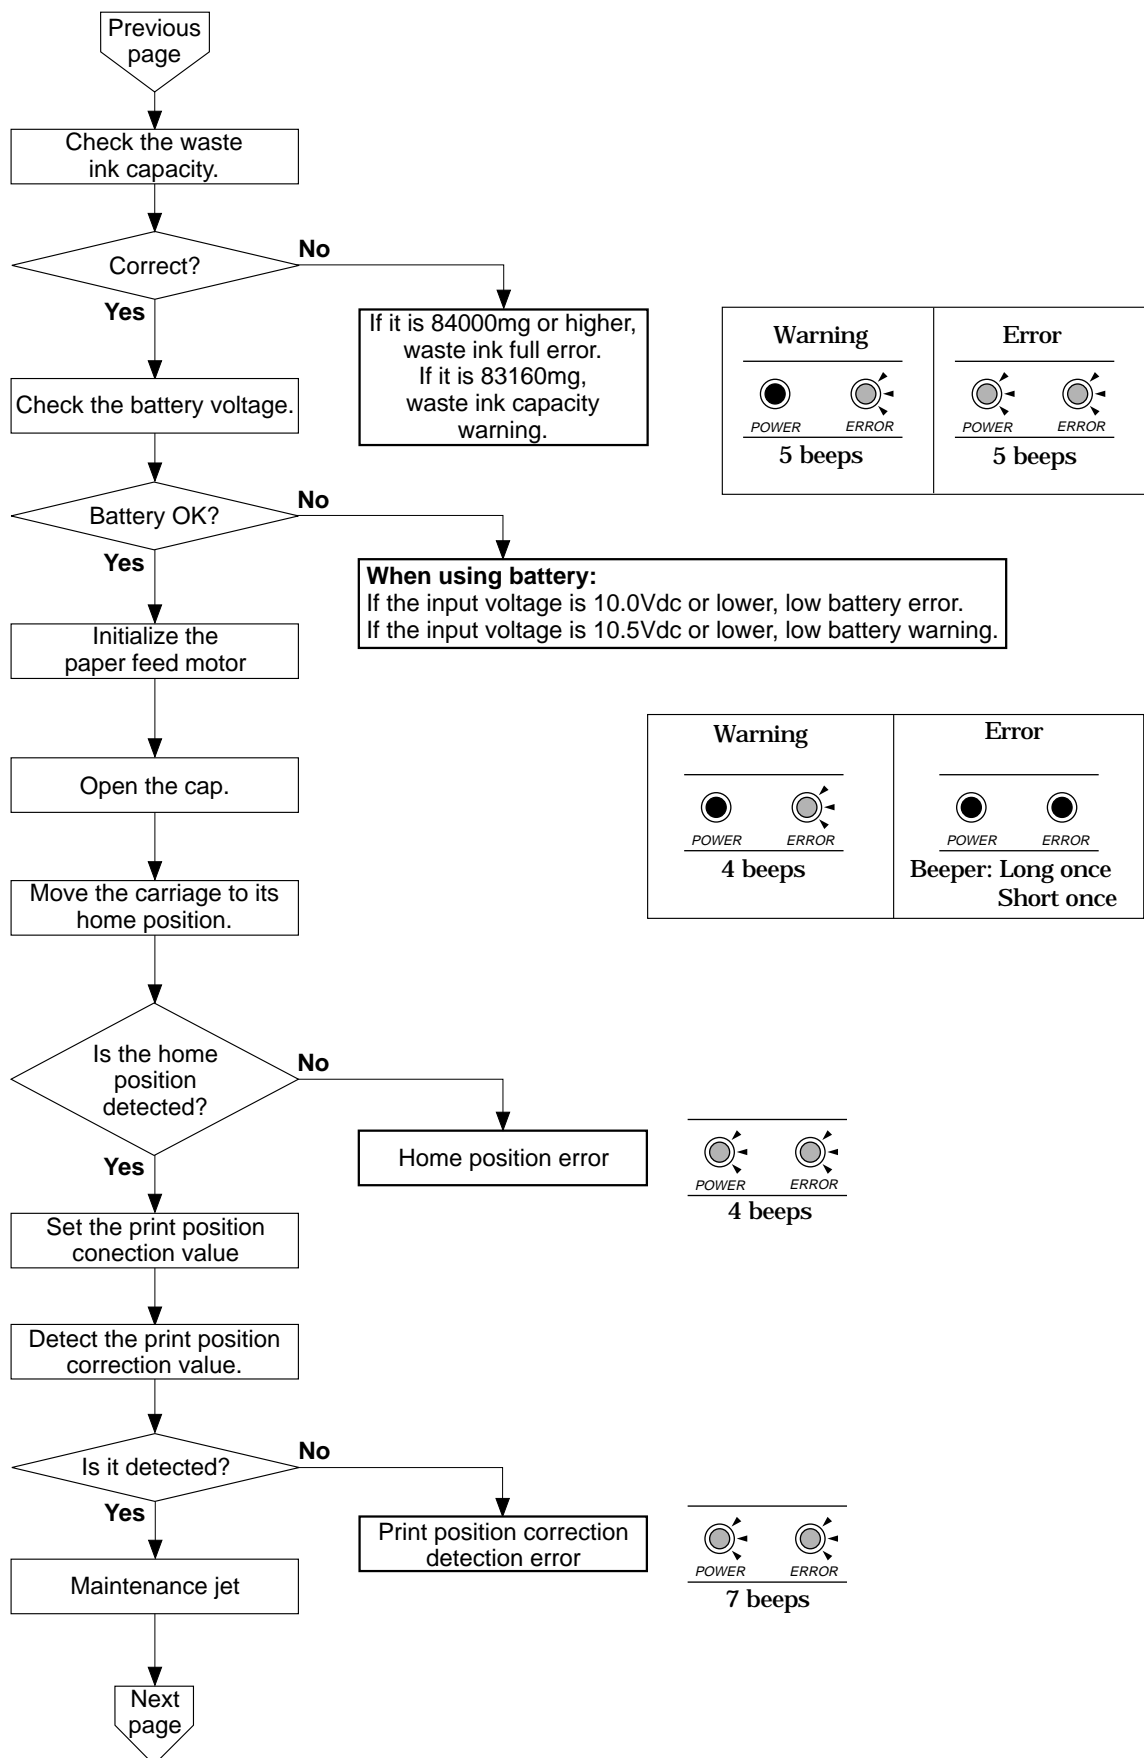 Previous
page
Check the waste
ink capacity.
Correct?
No
Yes
If it is 84000mg or higher,
waste ink full error.
If it is 83160mg,
waste ink capacity
warning.
Warning
POWER ERROR
5 beeps
Error
POWER ERROR
5 beeps
Check the battery voltage.
Battery OK?
No
Yes
When using battery:
If the input voltage is 10.0Vdc or lower, low battery error.
If the input voltage is 10.5Vdc or lower, low battery warning.
Initialize the
paper feed motor
Warning
POWER ERROR
4 beeps
Error
POWER ERROR
Beeper: Long once
Short once
Open the cap.
Move the carriage to its
home position.
Is the home
position
detected?
No
Yes
Home position error
POWER ERROR
4 beeps
Set the print position
conection value
Detect the print position
correction value.
Is it detected?
No
Yes
Print position correction
detection error
POWER ERROR
7 beeps
Maintenance jet
Next
page